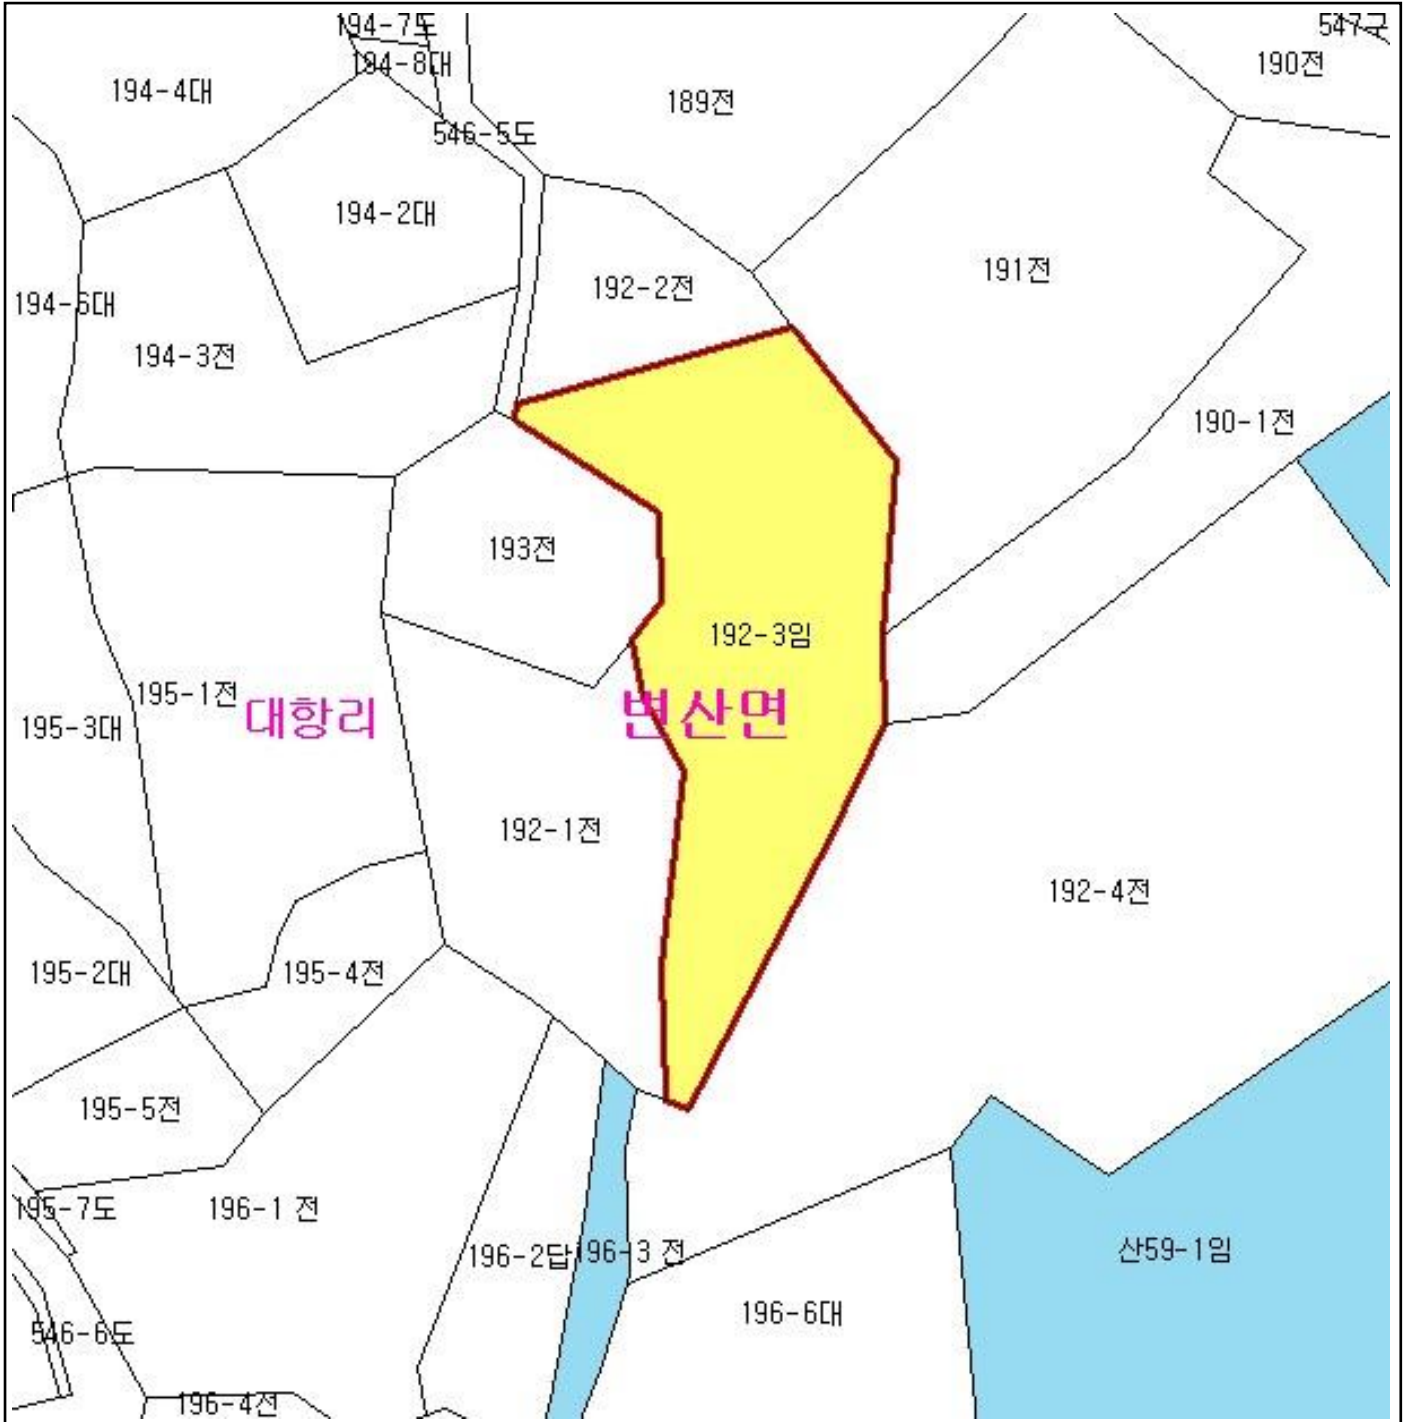 194-7도
547구
194-8대
190전
194-4대
189전
546-5도
194-2대
191전
192-2전
194-6대
194-3전
190-1전
193전
192-3임
195-1전
대항리
변산면
195-3대
192-1전
192-4전
195-2대
195-4전
195-5전
195-7도
196-1 전
196-2답
196-3 전
산59-1임
196-6대
546-6도
196-4전